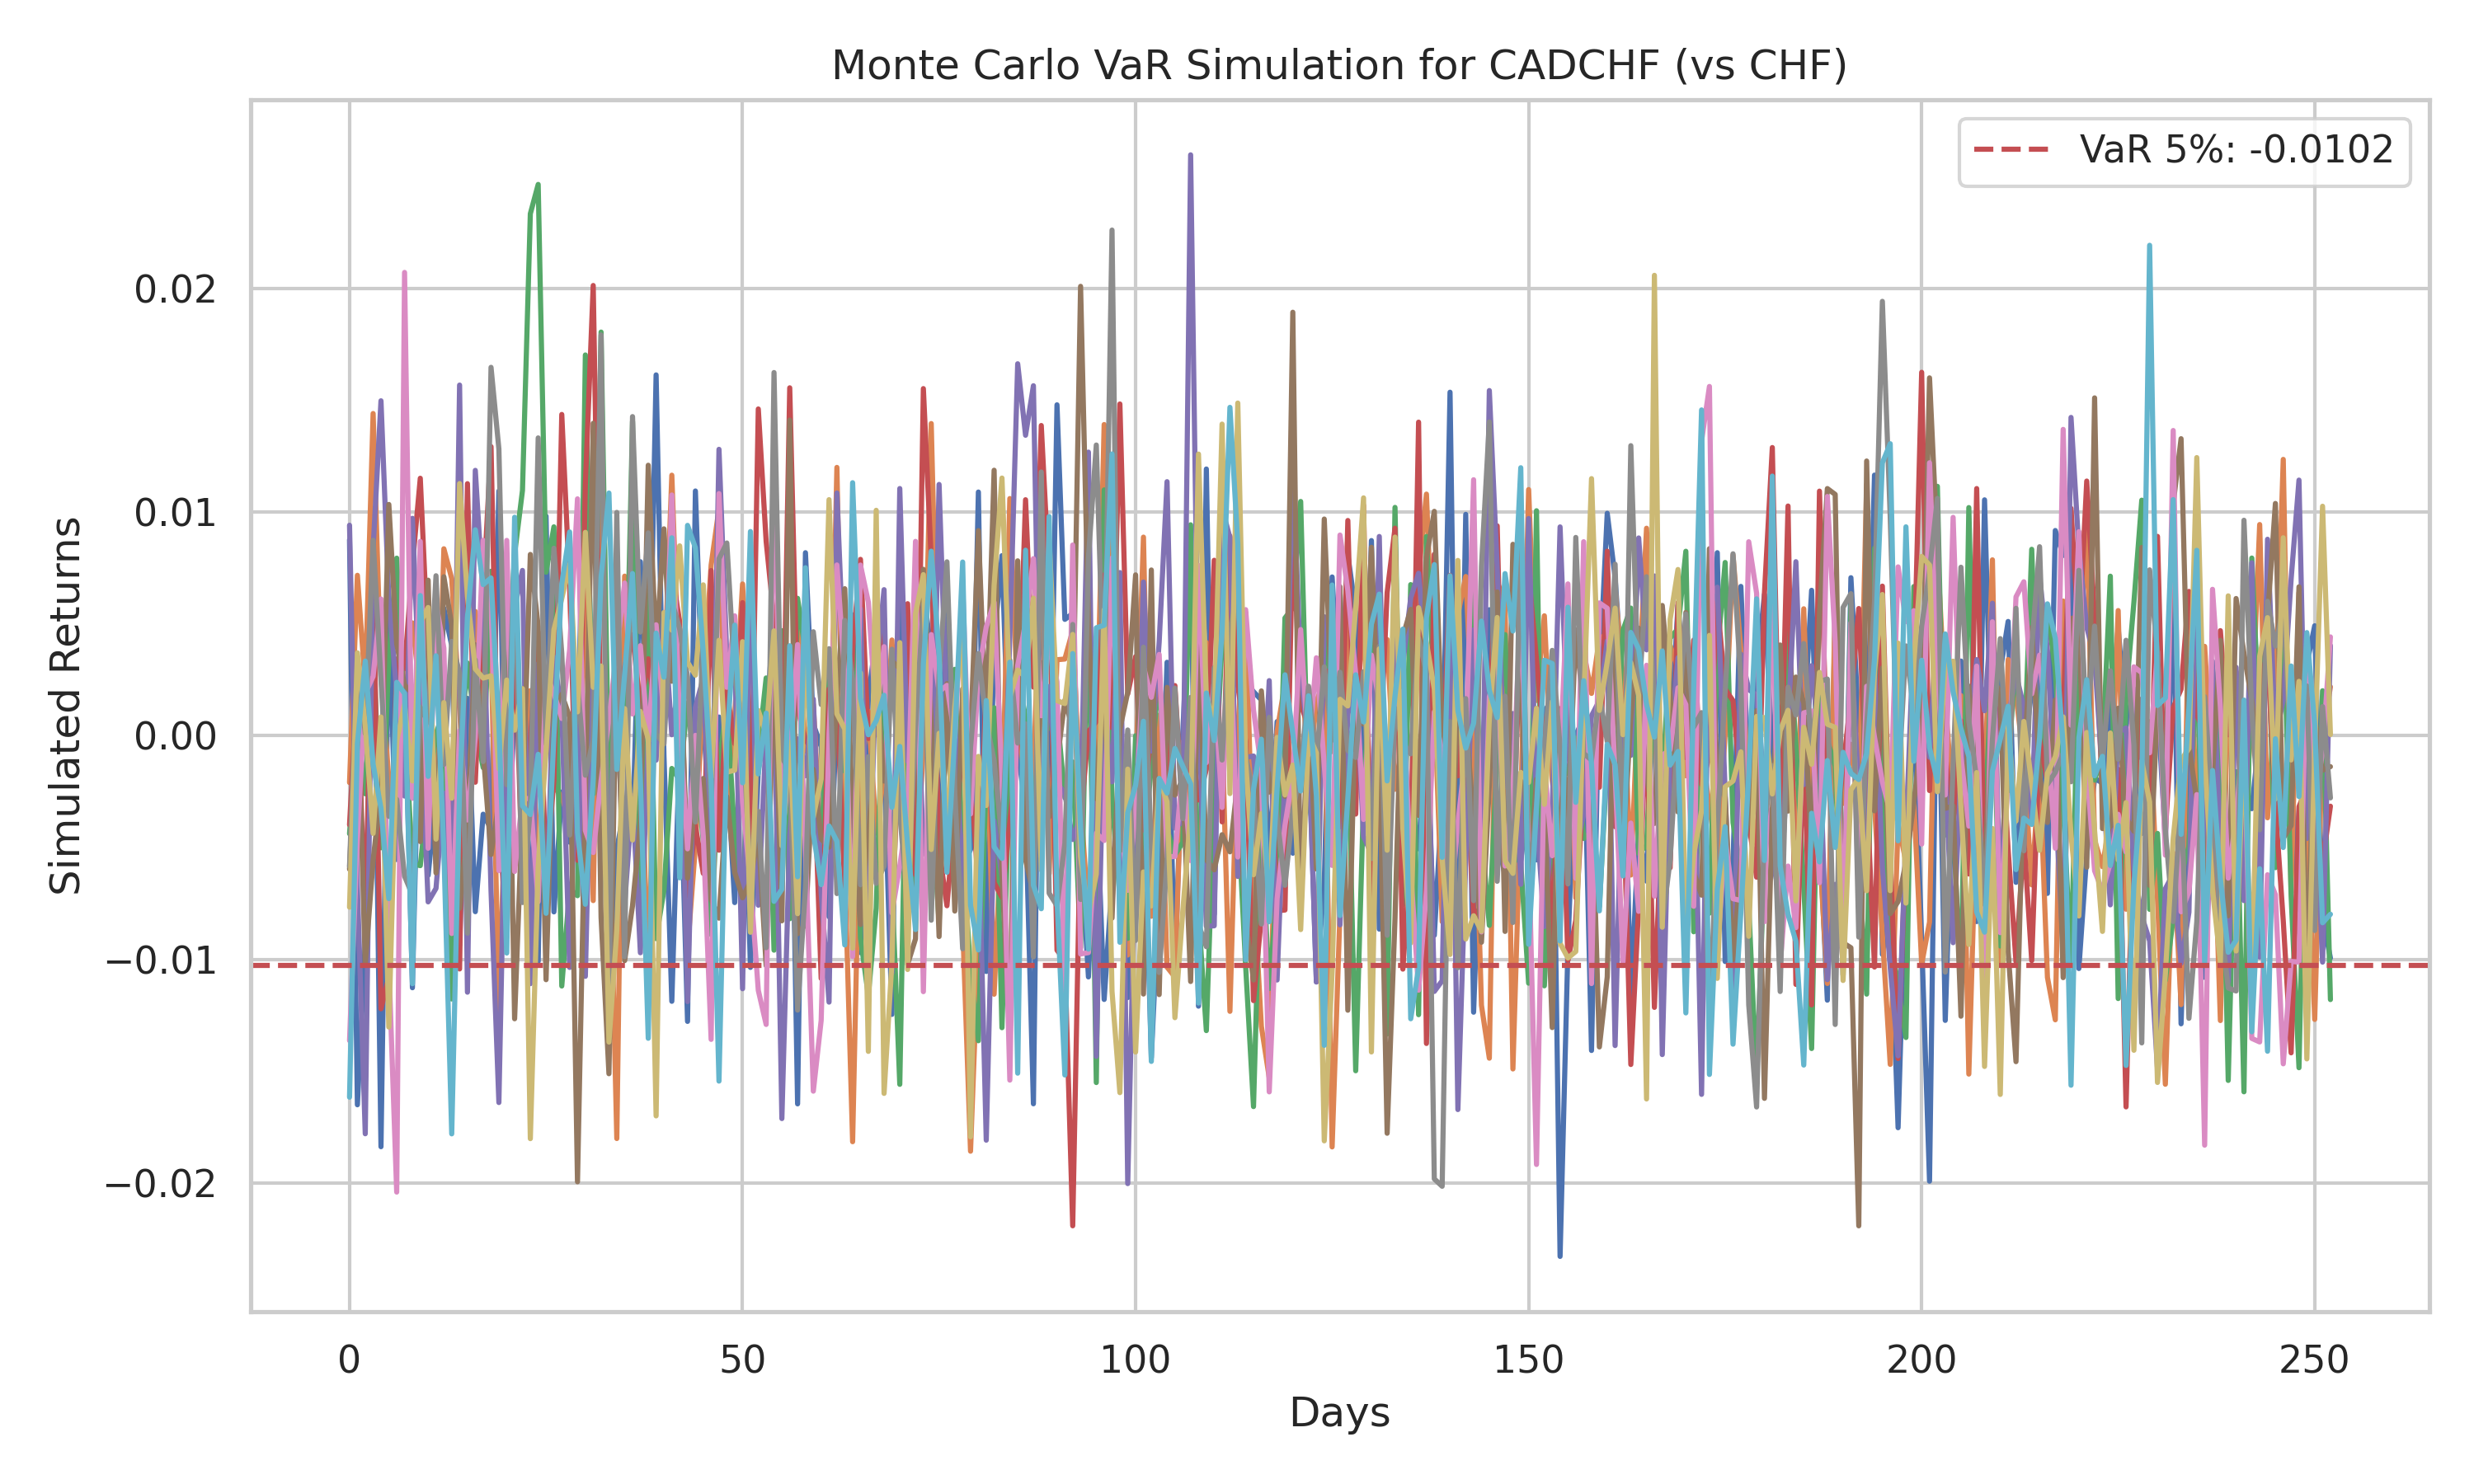 Monte Carlo VaR Simulation for CADCHF (vs CHF)
VaR 5%: -0.0102
Simulated Returns
0.02
0.01
0.00
−0.01
−0.02
0 50 100 150 200 250
Days